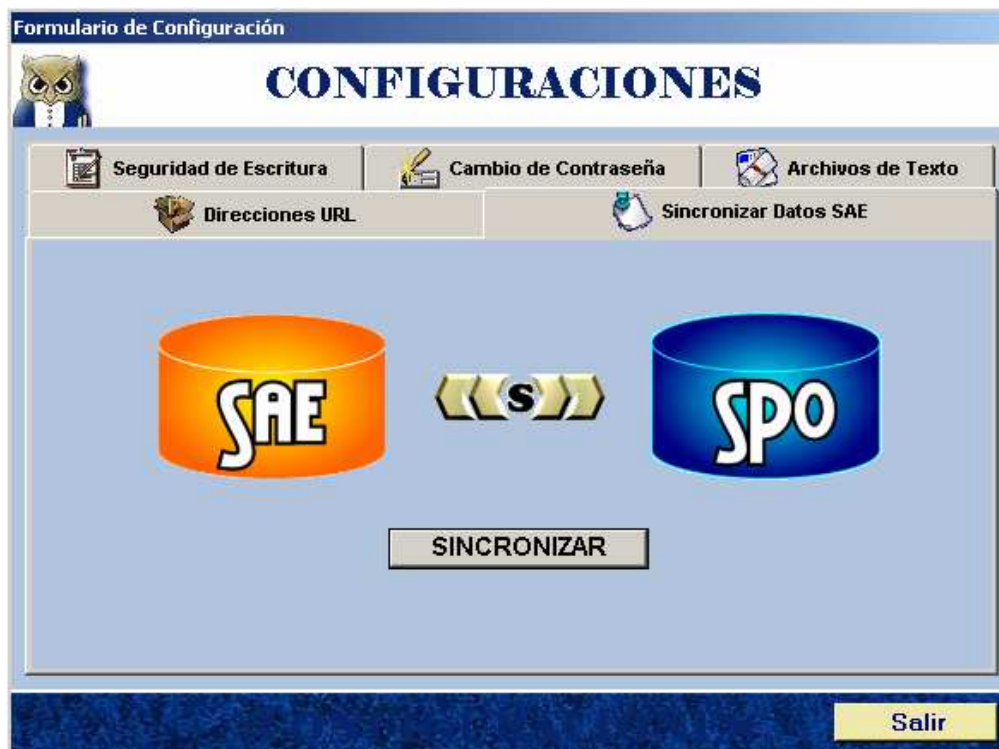 Formulario de Configuración
CONFIGURACIONES
Seguridad de Escritura
Cambio de Contraseña
Archivos de Texto
Direcciones URL
Sincronizar Datos SAE
SAE
S
SPO
SINCRONIZAR
Salir